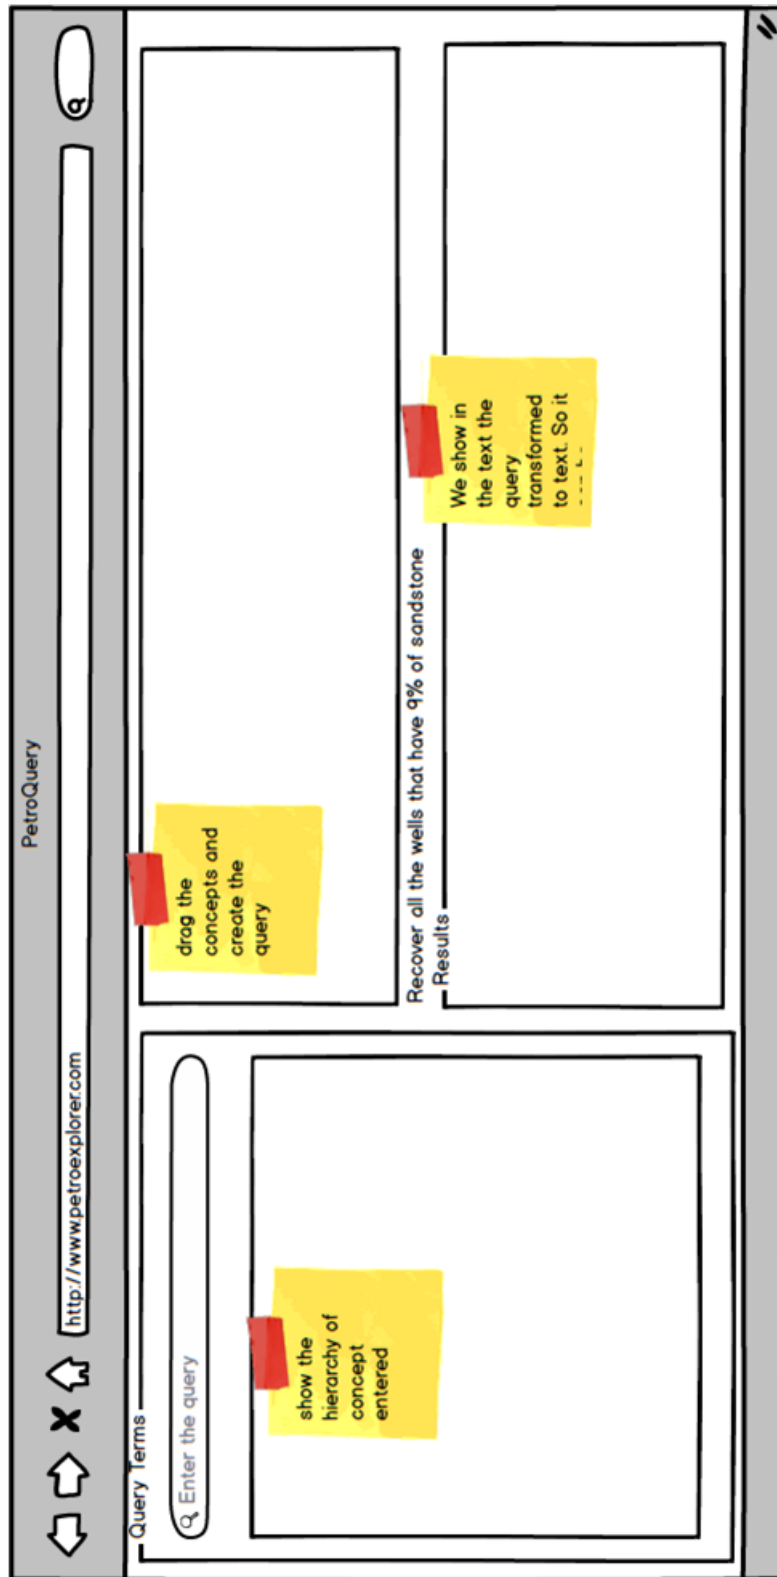 PetroQuery
http://www.petroexplorer.com
Query Terms
Enter the query
show the
hierarchy of
concept
entered
drag the
concepts and
create the
query
Recover all the wells that have 9% of sandstone
Results
We show in
the text the
query
transformed
to text. So it